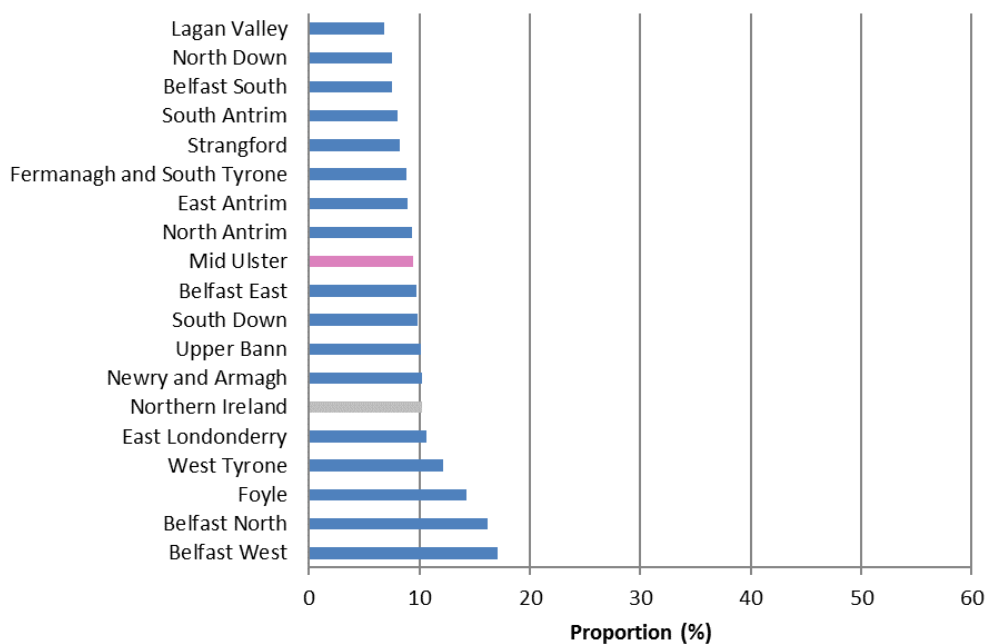 Lagan Valley
North Down
Belfast South
South Antrim
Strangford
Fermanagh and South Tyrone
East Antrim
North Antrim
Mid Ulster
Belfast East
South Down
Upper Bann
Newry and Armagh
Northern Ireland
East Londonderry
West Tyrone
Foyle
Belfast North
Belfast West
0 10 20 30 40 50 60
Proportion (%)